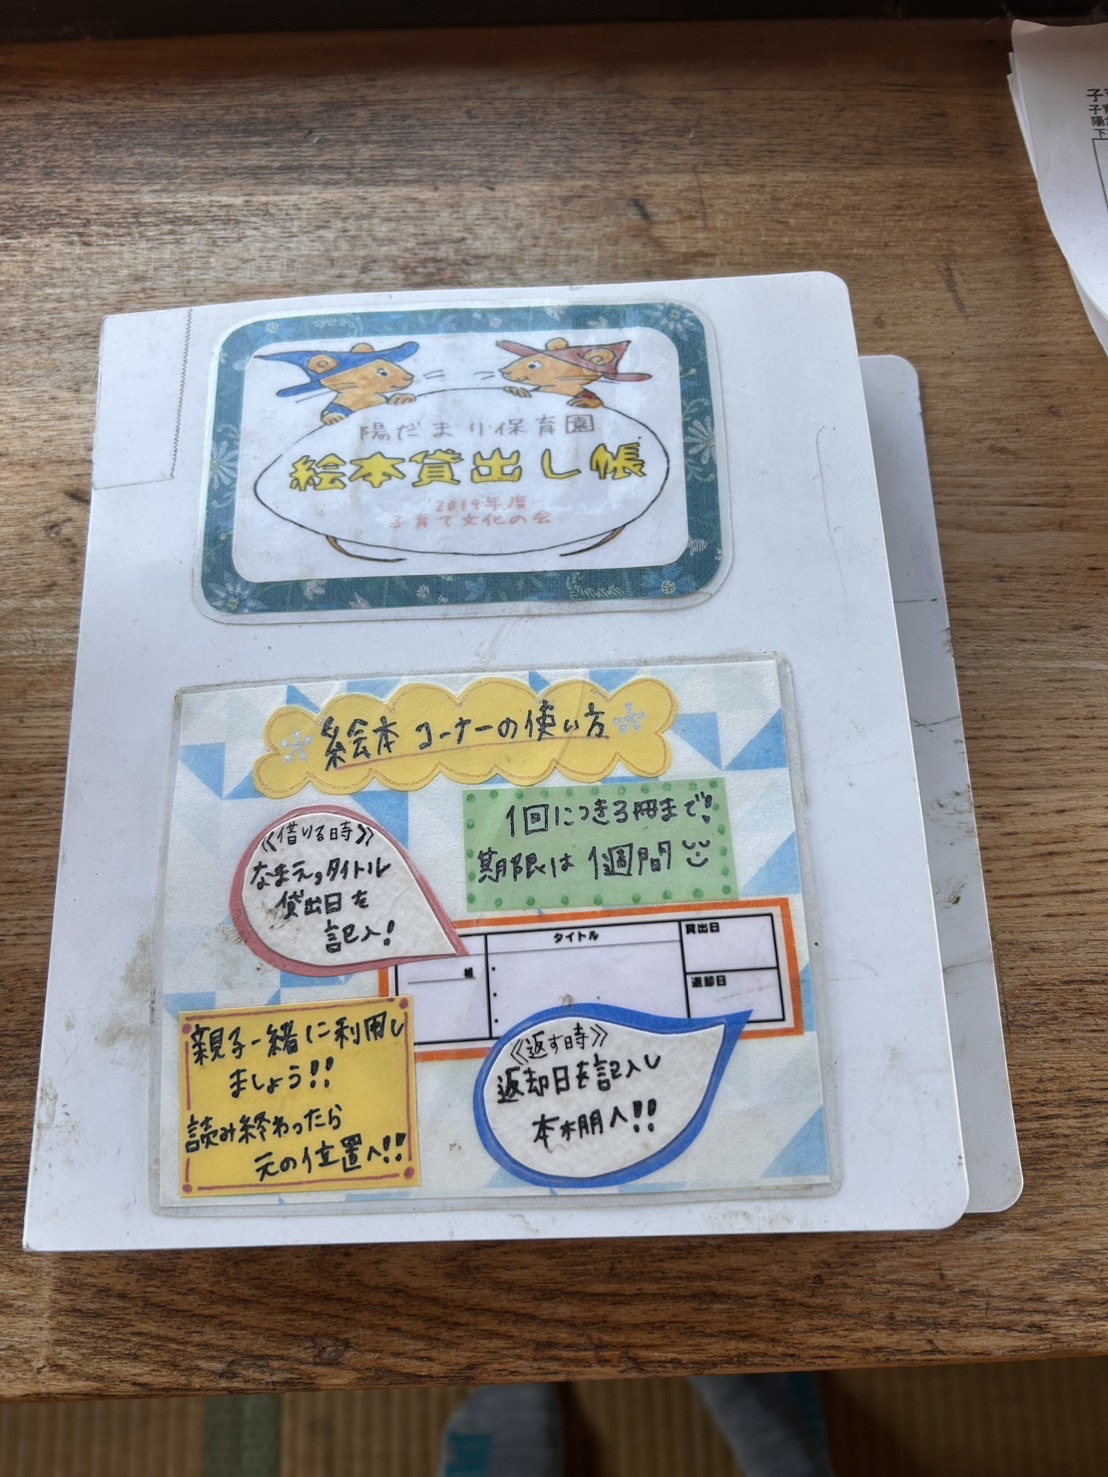 陽だまり保育園
絵本貸出し帳
2019年度
子育て文化の会
絵本コーナーの使い方
1回につき3冊まで!
期限は1週間
《借りる時》
なまえ。タイトル
貸出日を
記入!
タイトル
貸出日
返却日
組
親子一緒に利用し
ましょう!!
読み終わったら
元の位置へ!!
《返す時》
返却日を記入し
本棚へ!!